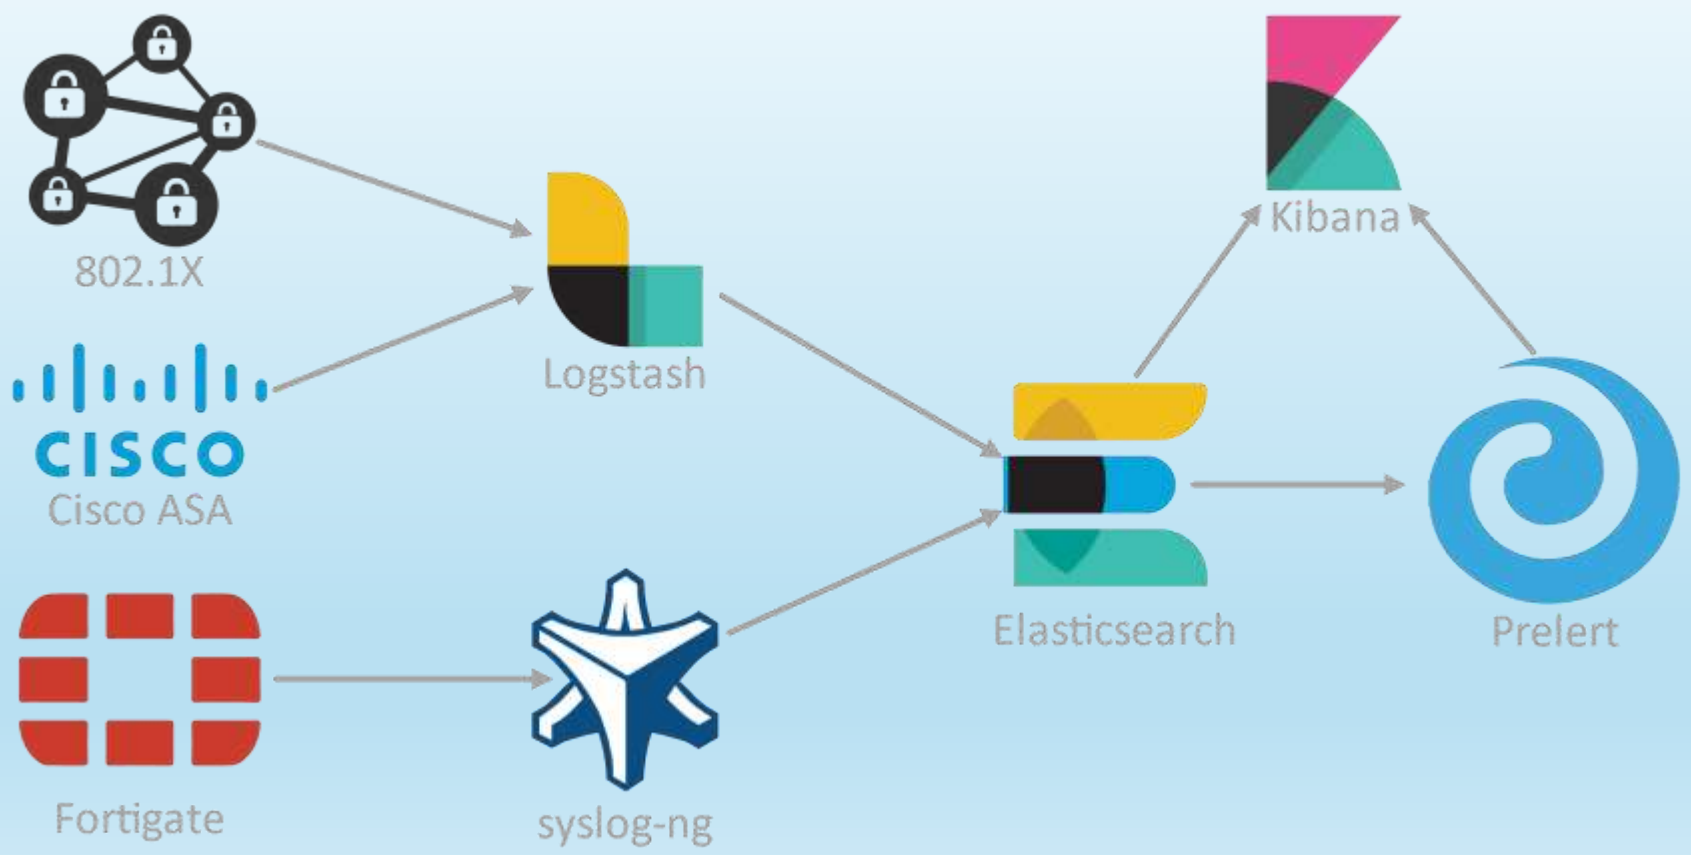 802.1X
CISCO
Cisco ASA
Fortigate
Logstash
syslog-ng
Elasticsearch
Kibana
Prelert